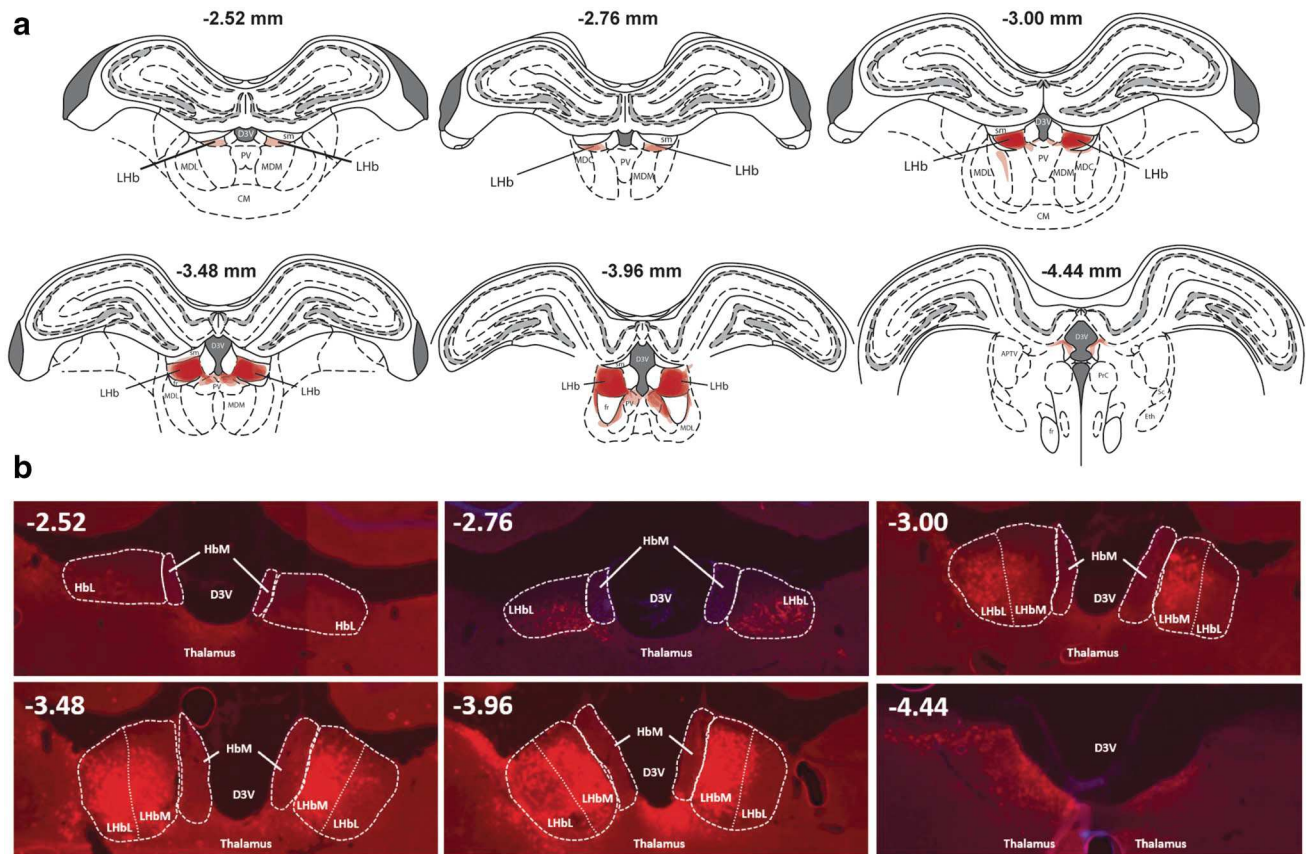 a
-2.52 mm
-2.76 mm
-3.00 mm
D3V
sm
PV
MDL
MDM
CM
LHb
LHb
sm
MDC
PV
MDM
LHb
LHb
D3V
sm
PV
MDL
MDM
MDC
CM
LHb
LHb
-3.48 mm
-3.96 mm
-4.44 mm
D3V
sm
LHb
LHb
PV
MDL
MDM
D3V
LHb
LHb
fr
PV
MDL
D3V
APTV
PrC
Sc
Eth
fr
b
-2.52
HbM
HbL
D3V
HbL
Thalamus
-2.76
HbM
LHbL
D3V
LHbL
Thalamus
-3.00
HbM
LHbL
LHbM
D3V
LHbM
LHbL
Thalamus
-3.48
HbM
LHbL
LHbM
D3V
LHbM
LHbL
Thalamus
-3.96
HbM
D3V
LHbM
LHbL
LHbM
LHbL
Thalamus
-4.44
D3V
Thalamus
Thalamus